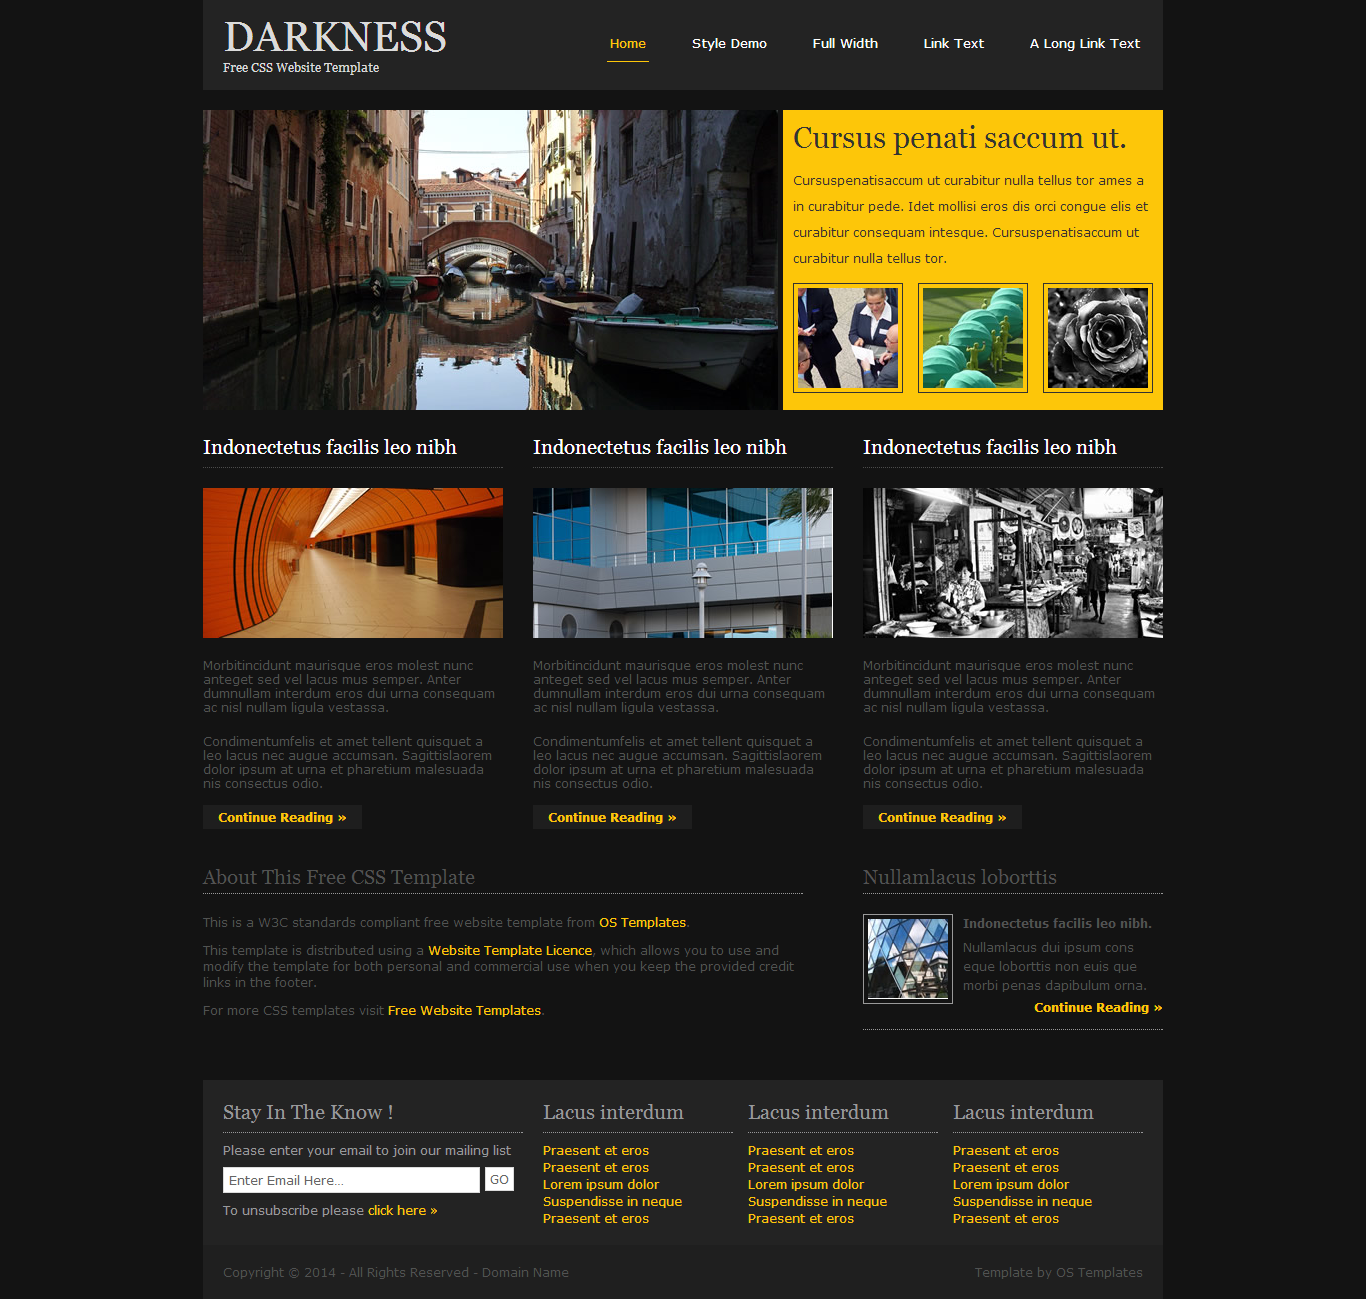 DARKNESS
Free CSS Website Template
Home
Style Demo
Full Width
Link Text
A Long Link Text
Cursus penati saccum ut.
Cursuspenatisaccum ut curabitur nulla tellus tor ames a
in curabitur pede. Idet mollisi eros dis orci congue elis et
curabitur consequam intesque. Cursuspenatisaccum ut
curabitur nulla tellus tor.
Indonectetus facilis leo nibh
Morbitincidunt maurisque eros molest nunc
anteget sed vel lacus mus semper. Anter
dumnullam interdum eros dui urna consequam
ac nisl nullam ligula vestassa.
Condimentumfelis et amet tellent quisquet a
leo lacus nec augue accumsan. Sagittislaorem
dolor ipsum at urna et pharetium malesuada
nis consectus odio.
Continue Reading »
Indonectetus facilis leo nibh
Morbitincidunt maurisque eros molest nunc
anteget sed vel lacus mus semper. Anter
dumnullam interdum eros dui urna consequam
ac nisl nullam ligula vestassa.
Condimentumfelis et amet tellent quisquet a
leo lacus nec augue accumsan. Sagittislaorem
dolor ipsum at urna et pharetium malesuada
nis consectus odio.
Continue Reading »
Indonectetus facilis leo nibh
Morbitincidunt maurisque eros molest nunc
anteget sed vel lacus mus semper. Anter
dumnullam interdum eros dui urna consequam
ac nisl nullam ligula vestassa.
Condimentumfelis et amet tellent quisquet a
leo lacus nec augue accumsan. Sagittislaorem
dolor ipsum at urna et pharetium malesuada
nis consectus odio.
Continue Reading »
About This Free CSS Template
This is a W3C standards compliant free website template from OS Templates.
This template is distributed using a Website Template Licence, which allows you to use and
modify the template for both personal and commercial use when you keep the provided credit
links in the footer.
For more CSS templates visit Free Website Templates.
Nullamlacus loborttis
Indonectetus facilis leo nibh.
Nullamlacus dui ipsum cons
eque loborttis non euis que
morbi penas dapibulum orna.
Continue Reading »
Stay In The Know !
Please enter your email to join our mailing list
Enter Email Here...
GO
To unsubscribe please click here »
Lacus interdum
Praesent et eros
Praesent et eros
Lorem ipsum dolor
Suspendisse in neque
Praesent et eros
Lacus interdum
Praesent et eros
Praesent et eros
Lorem ipsum dolor
Suspendisse in neque
Praesent et eros
Lacus interdum
Praesent et eros
Praesent et eros
Lorem ipsum dolor
Suspendisse in neque
Praesent et eros
Copyright © 2014 - All Rights Reserved - Domain Name
Template by OS Templates